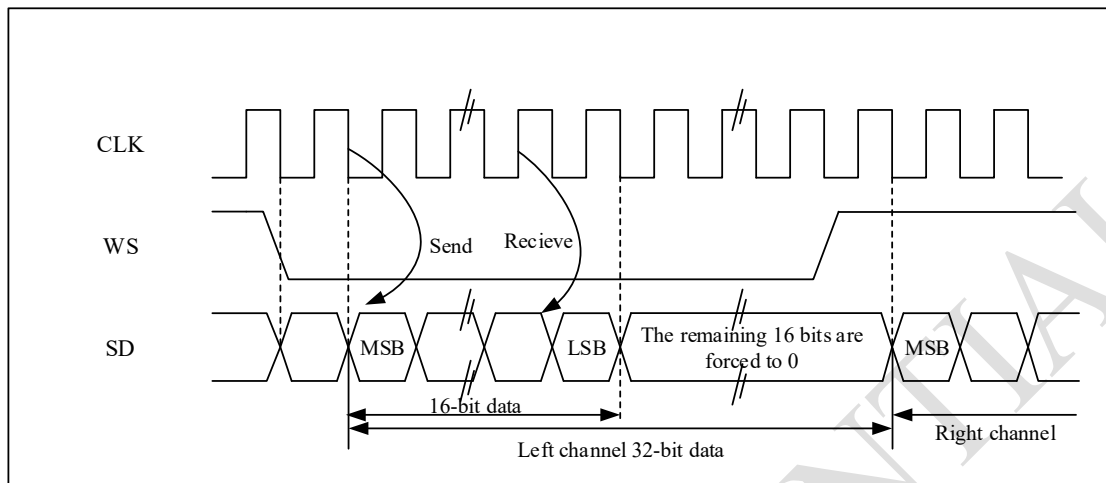 CLK
WS
Send
Recieve
SD
MSB
LSB
The remaining 16 bits are
forced to 0
MSB
16-bit data
Left channel 32-bit data
Right channel
NTIAL